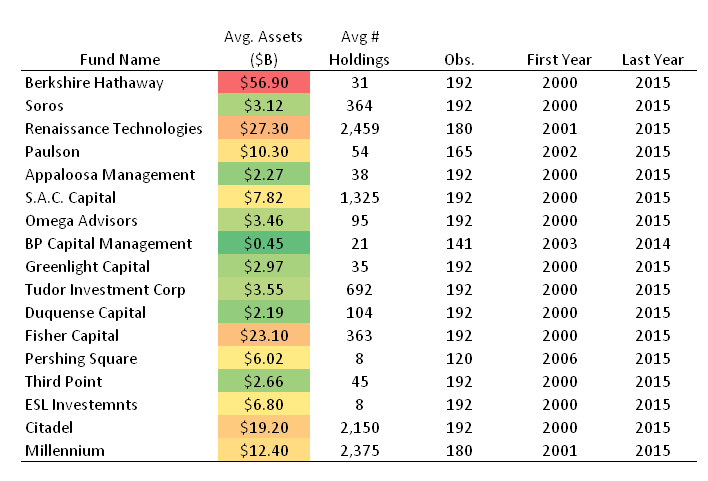 Avg. Assets Avg #
Fund Name ($B) Holdings Obs. First Year Last Year
Berkshire Hathaway $56.90 31 192 2000 2015
Soros $3.12 364 192 2000 2015
Renaissance Technologies $27.30 2,459 180 2001 2015
Paulson $10.30 54 165 2002 2015
Appaloosa Management $2.27 38 192 2000 2015
S.A.C. Capital $7.82 1,325 192 2000 2015
Omega Advisors $3.46 95 192 2000 2015
BP Capital Management $0.45 21 141 2003 2014
Greenlight Capital $2.97 35 192 2000 2015
Tudor Investment Corp $3.55 692 192 2000 2015
Duquense Capital $2.19 104 192 2000 2015
Fisher Capital $23.10 363 192 2000 2015
Pershing Square $6.02 8 120 2006 2015
Third Point $2.66 45 192 2000 2015
ESL Investemnts $6.80 8 192 2000 2015
Citadel $19.20 2,150 192 2000 2015
Millennium $12.40 2,375 180 2001 2015